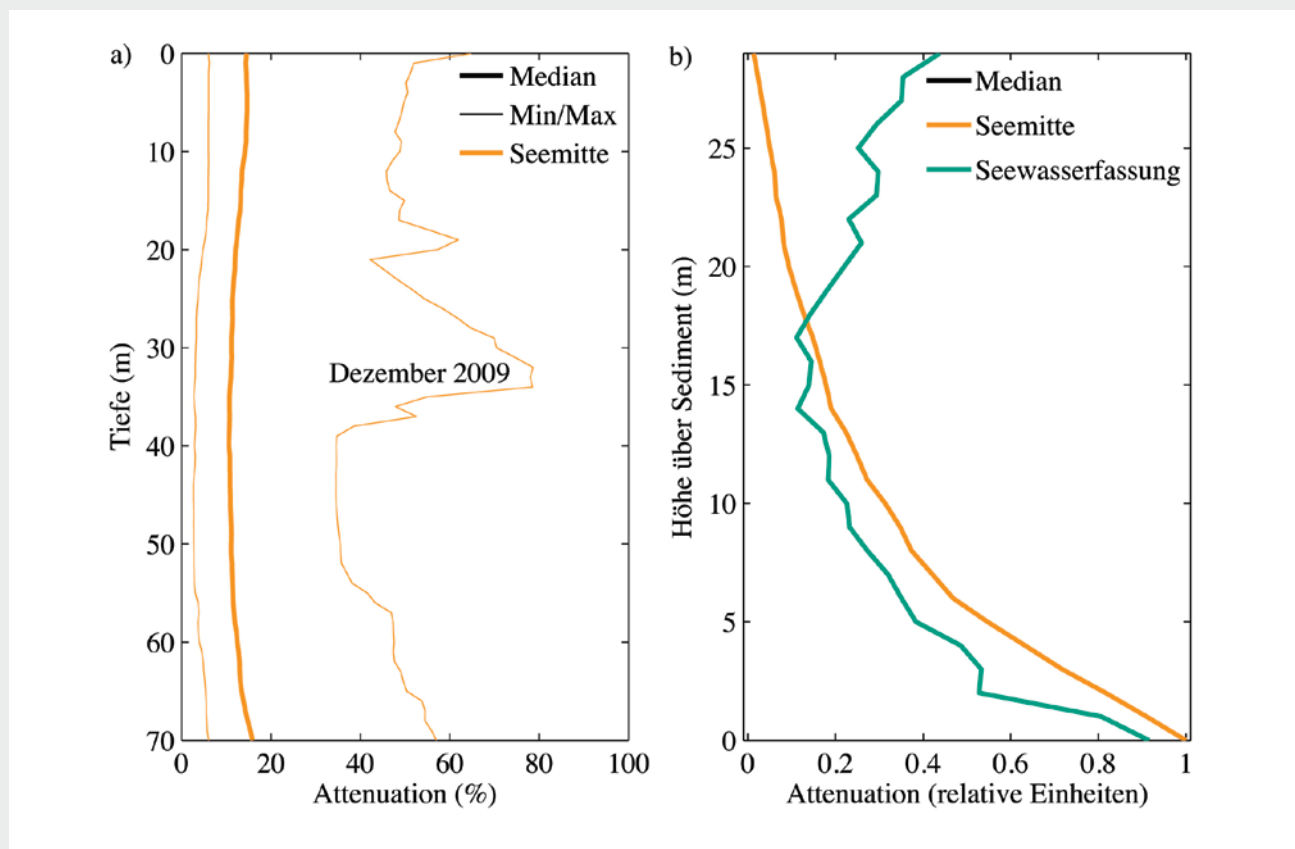 a)
Median
Min/Max
Seemitte
Dezember 2009
Tiefe (m)
0
10
20
30
40
50
60
70
0 20 40 60 80 100
Attenuation (%)
b)
Median
Seemitte
Seewasserfassung
Höhe über Sediment (m)
25
20
15
10
5
0
0 0.2 0.4 0.6 0.8 1
Attenuation (relative Einheiten)